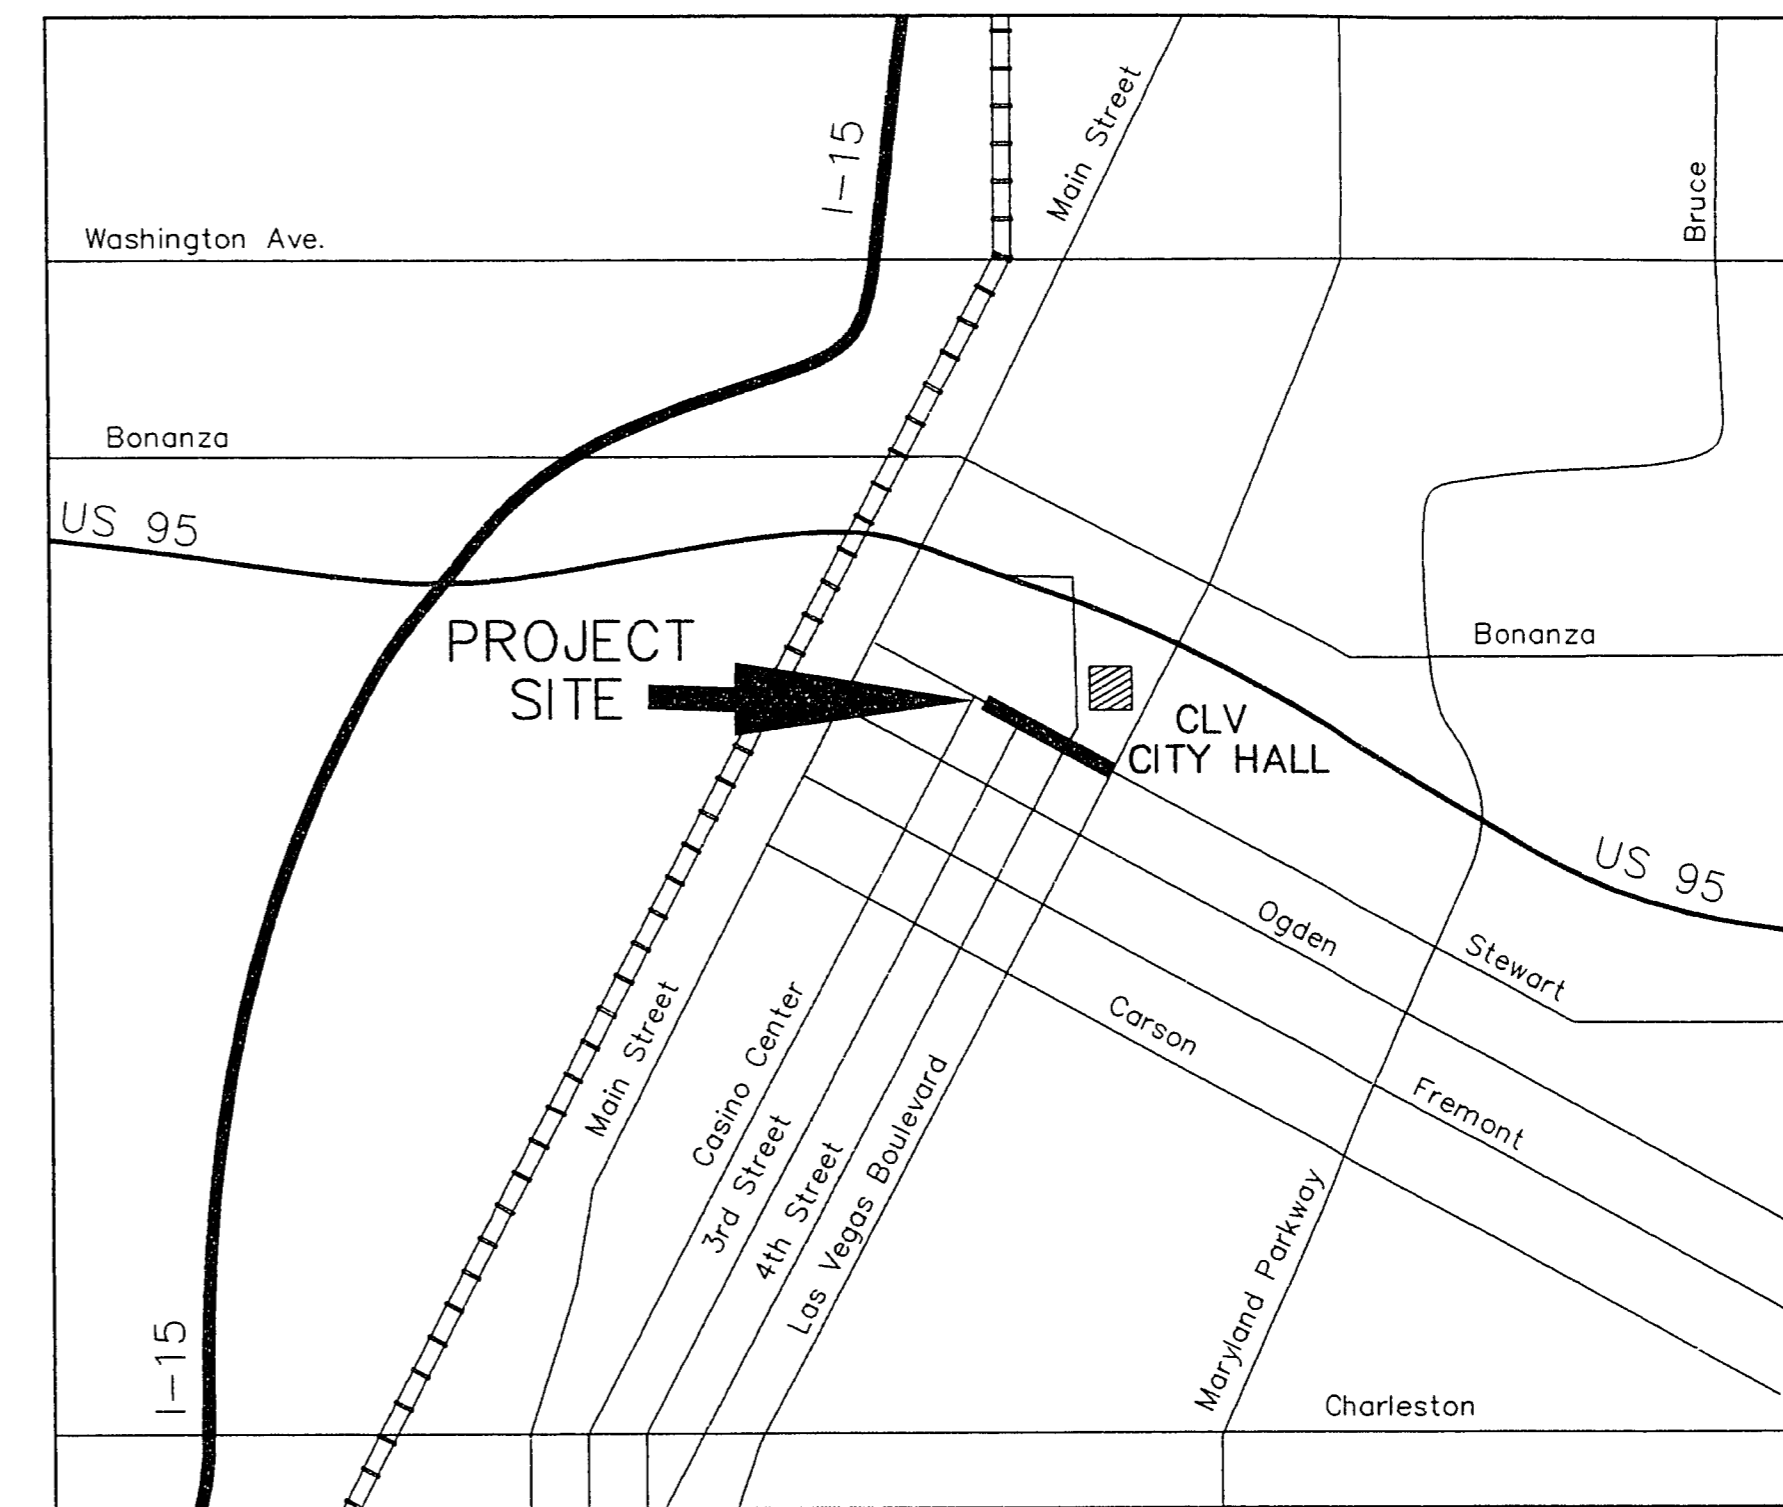 I-15
Main Street
Bruce
Washington Ave.
Bonanza
US 95
PROJECT
SITE
Bonanza
CLV
CITY HALL
US 95
Ogden
Stewart
Carson
Main Street
Casino Center
3rd Street
4th Street
Las Vegas Boulevard
Fremont
Maryland Parkway
I-15
Charleston